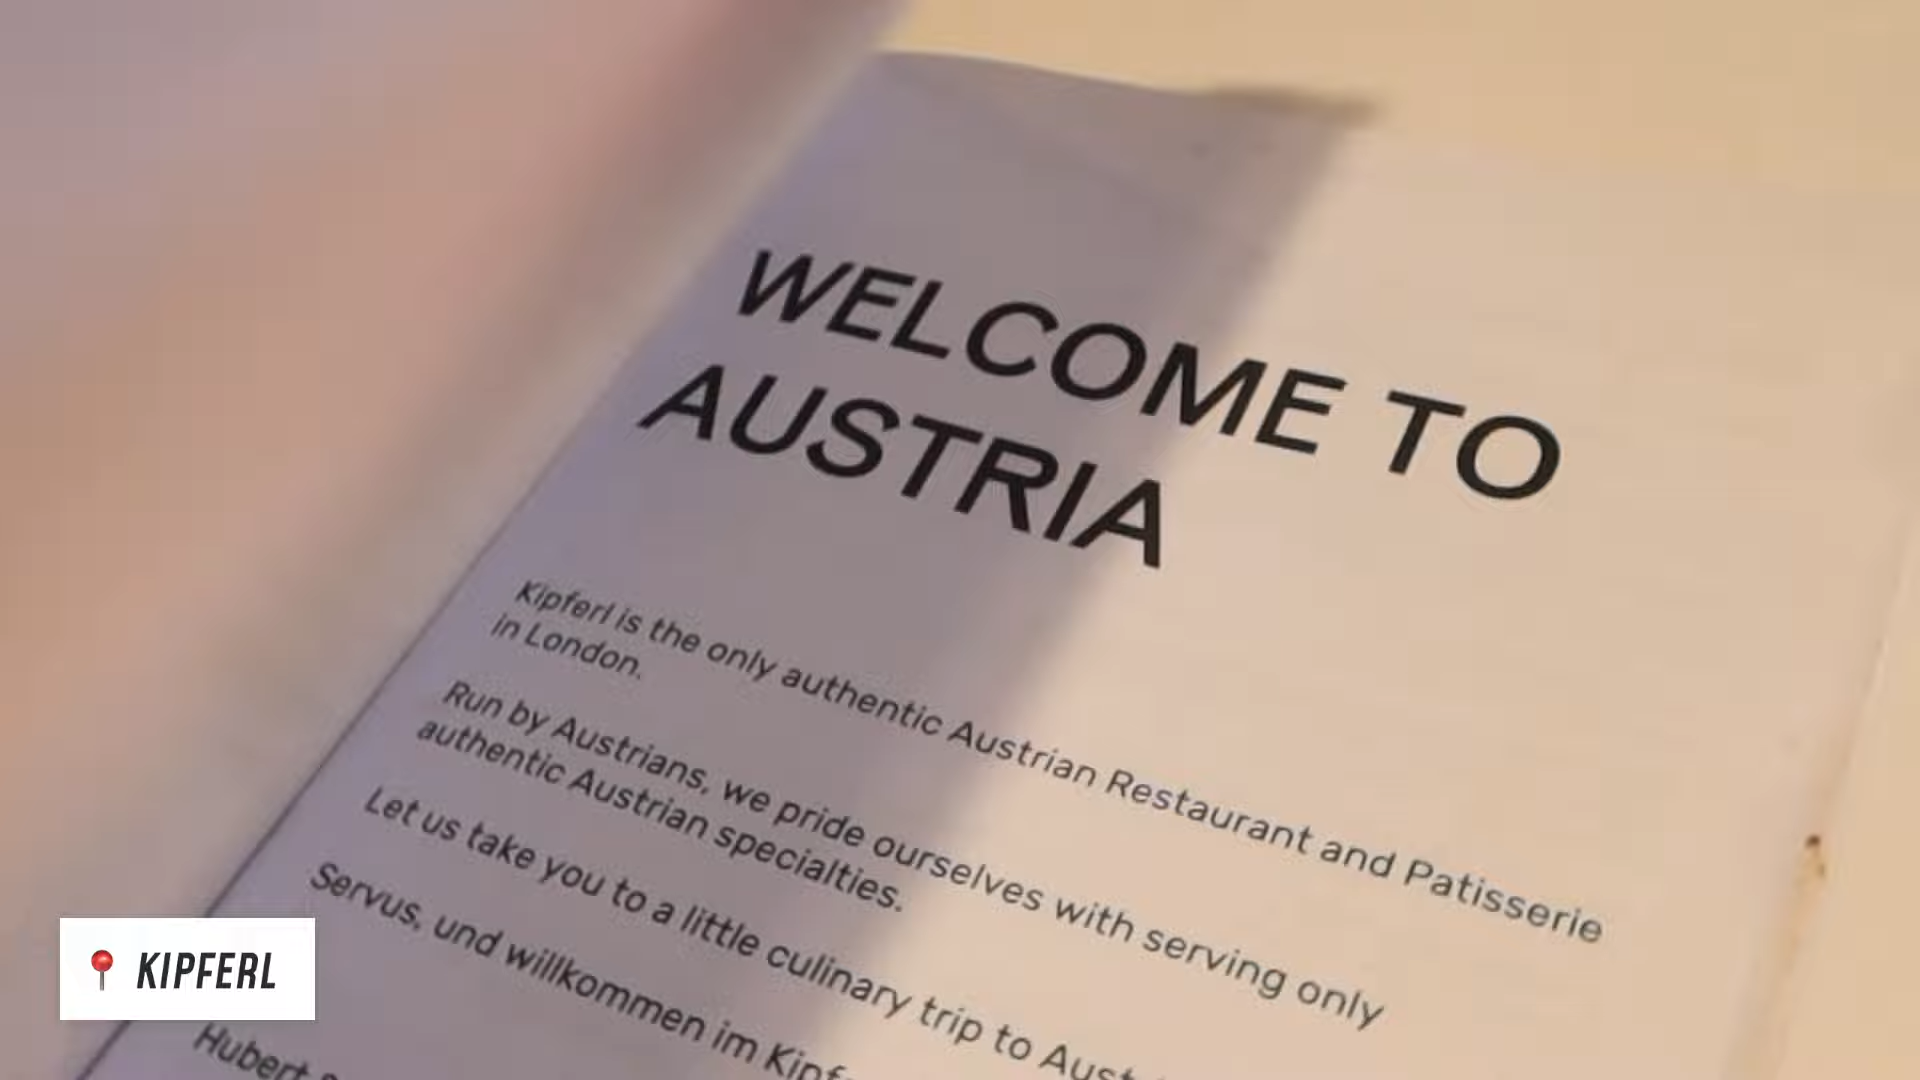 WELCOME TO
AUSTRIA
Kipferl is the only authentic Austrian Restaurant and Patisserie
in London.
Run by Austrians, we pride ourselves with serving only
authentic Austrian specialties.
Let us take you to a little culinary trip to
Servus, und willkommen im
Hubert
KIPFERL